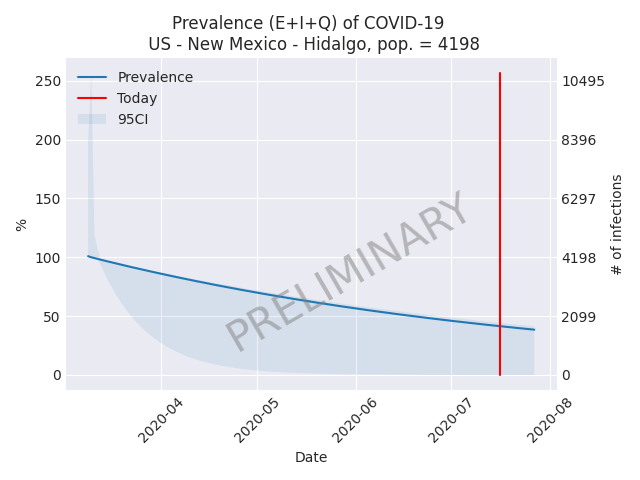 Prevalence (E+I+Q) of COVID-19
US - New Mexico - Hidalgo, pop. = 4198
Prevalence
Today
95CI
250
200
150
100
50
0
%
10495
8396
6297
4198
2099
0
# of infections
PRELIMINARY
2020-04
2020-05
2020-06
2020-07
2020-08
Date